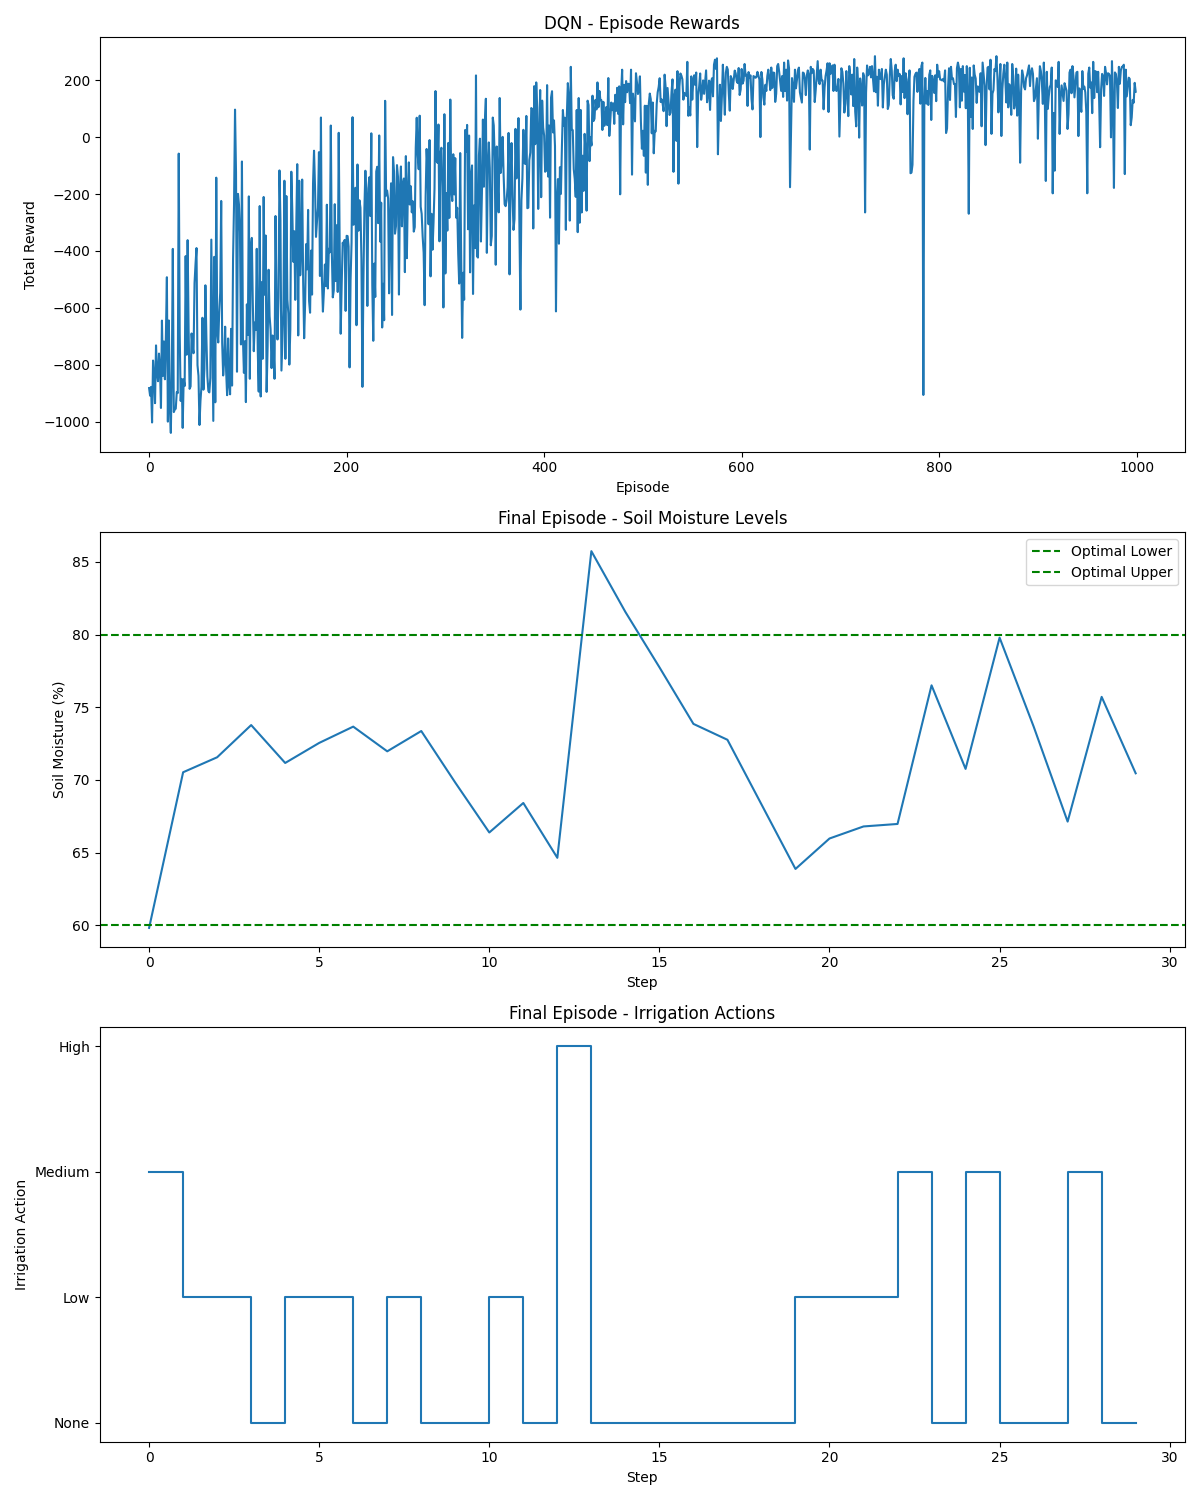 DQN - Episode Rewards
Total Reward
200
0
−200
−400
−600
−800
−1000
0 200 400 600 800 1000
Episode
Final Episode - Soil Moisture Levels
Soil Moisture (%)
Optimal Lower
Optimal Upper
85
80
75
70
65
60
0 5 10 15 20 25 30
Step
Final Episode - Irrigation Actions
Irrigation Action
High
Medium
Low
None
0 5 10 15 20 25 30
Step